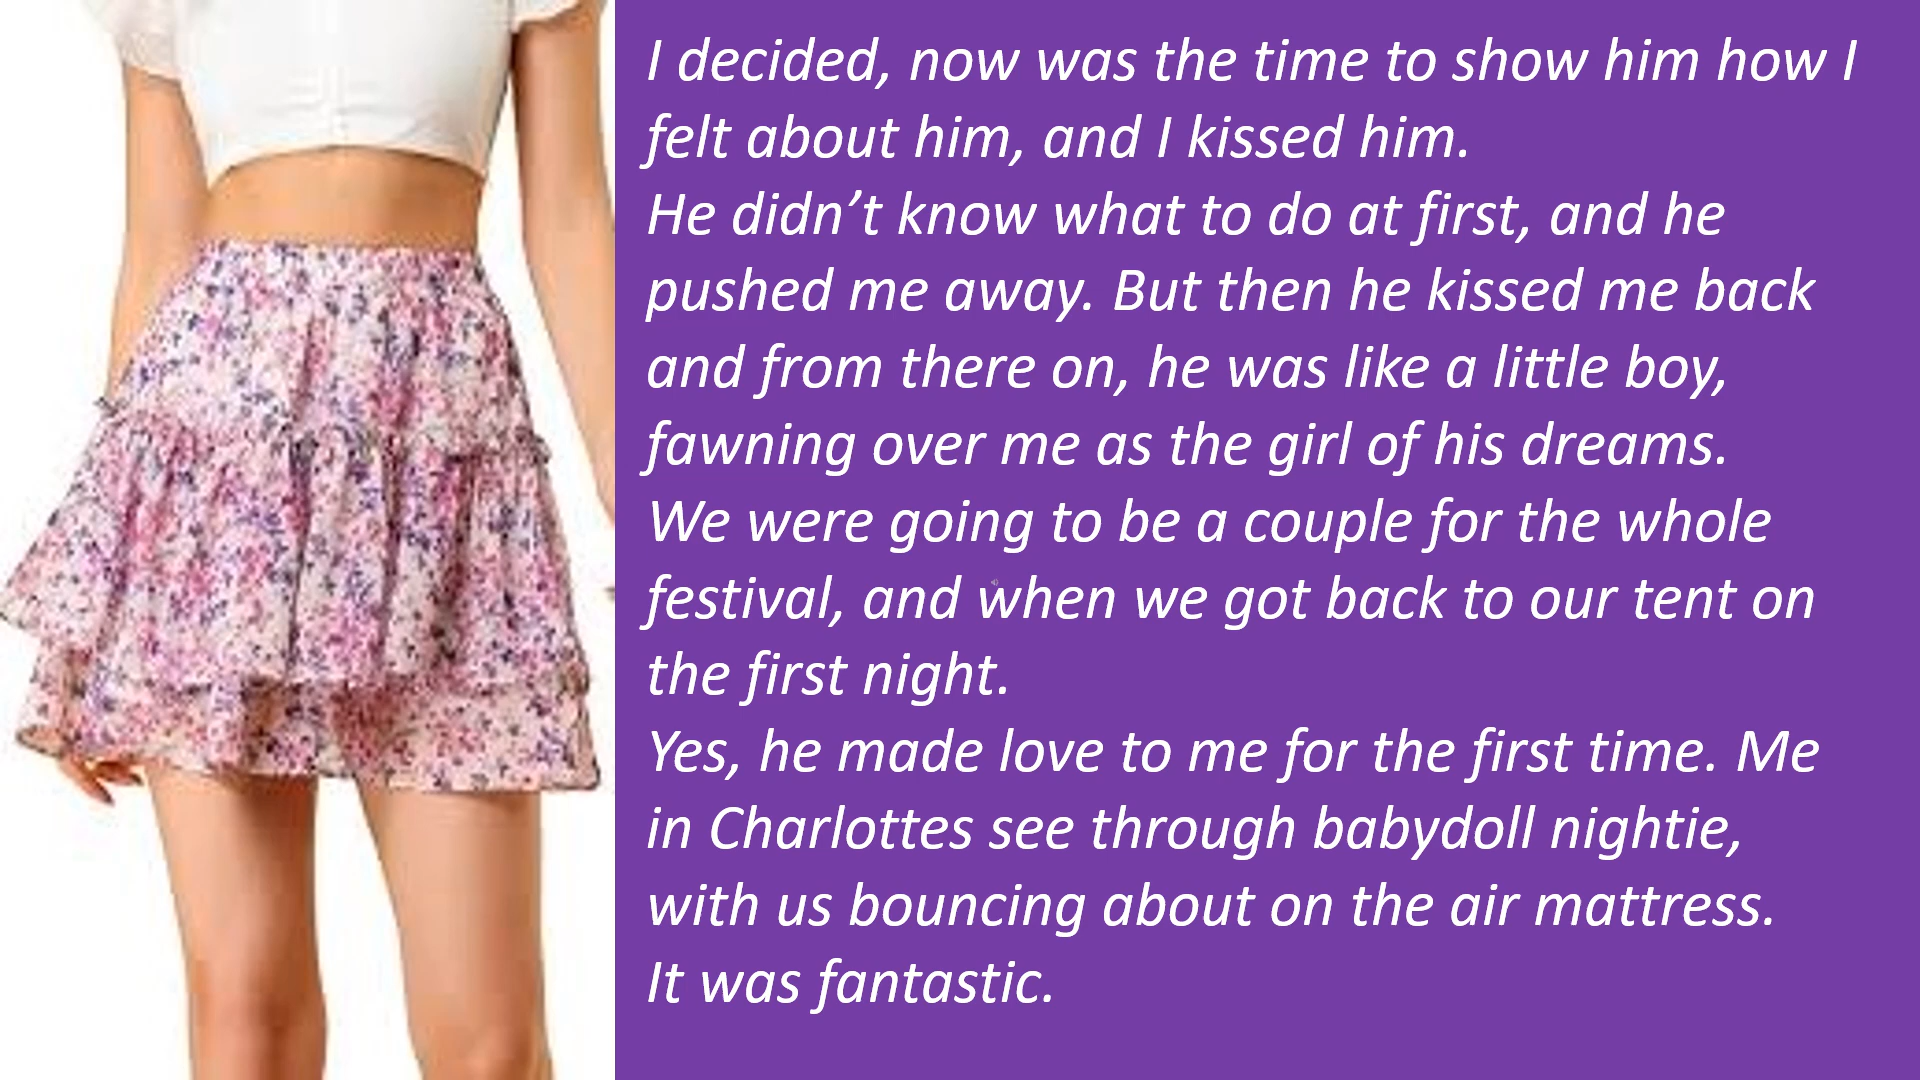 I decided, now was the time to show him how I
felt about him, and I kissed him.
He didn’t know what to do at first, and he
pushed me away. But then he kissed me back
and from there on, he was like a little boy,
fawning over me as the girl of his dreams.
We were going to be a couple for the whole
festival, and when we got back to our tent on
the first night.
Yes, he made love to me for the first time. Me
in Charlottes see through babydoll nightie,
with us bouncing about on the air mattress.
It was fantastic.